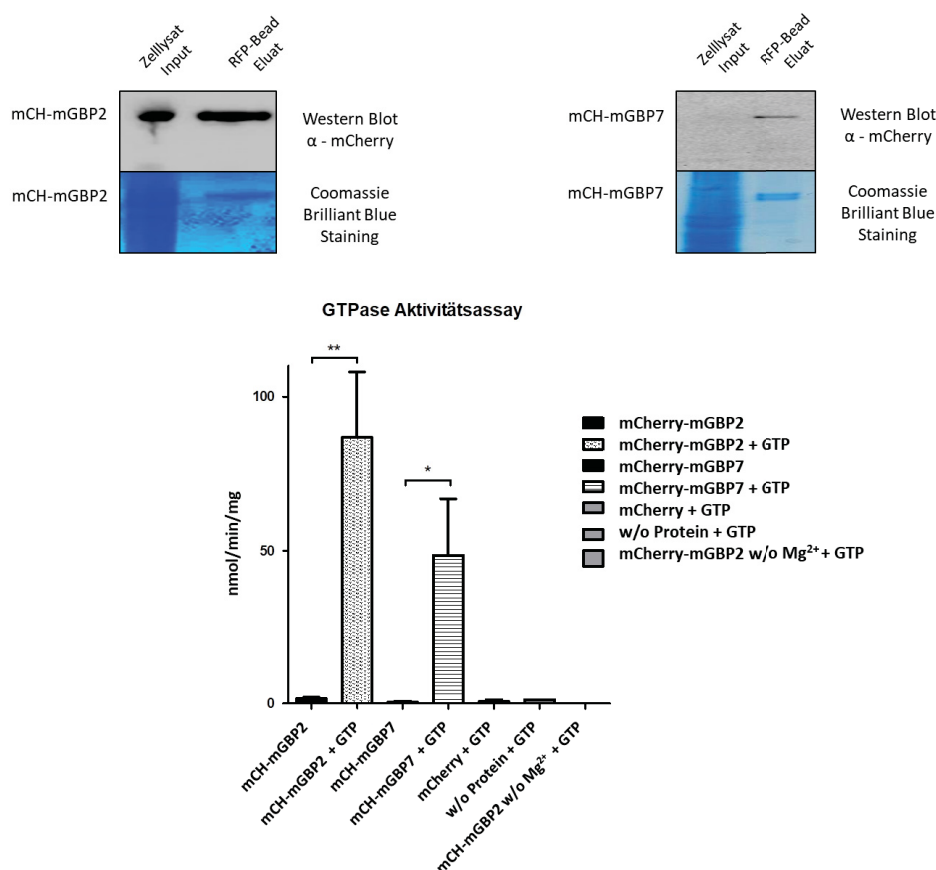 Zelllysat
Input
RFP-Bead
Eluat
mCH-mGBP2
Western Blot
α - mCherry
mCH-mGBP2
Coomassie
Brilliant Blue
Staining
Zelllysat
Input
RFP-Bead
Eluat
mCH-mGBP7
Western Blot
α - mCherry
mCH-mGBP7
Coomassie
Brilliant Blue
Staining
GTPase Aktivitätsassay
nmol/min/mg
100
50
0
**
*
mCH-mGBP2
mCH-mGBP2 + GTP
mCH-mGBP7
mCH-mGBP7 + GTP
mCherry + GTP
w/o Protein + GTP
mCH-mGBP2 w/o Mg²⁺ + GTP
mCherry-mGBP2
mCherry-mGBP2 + GTP
mCherry-mGBP7
mCherry-mGBP7 + GTP
mCherry + GTP
w/o Protein + GTP
mCherry-mGBP2 w/o Mg²⁺ + GTP